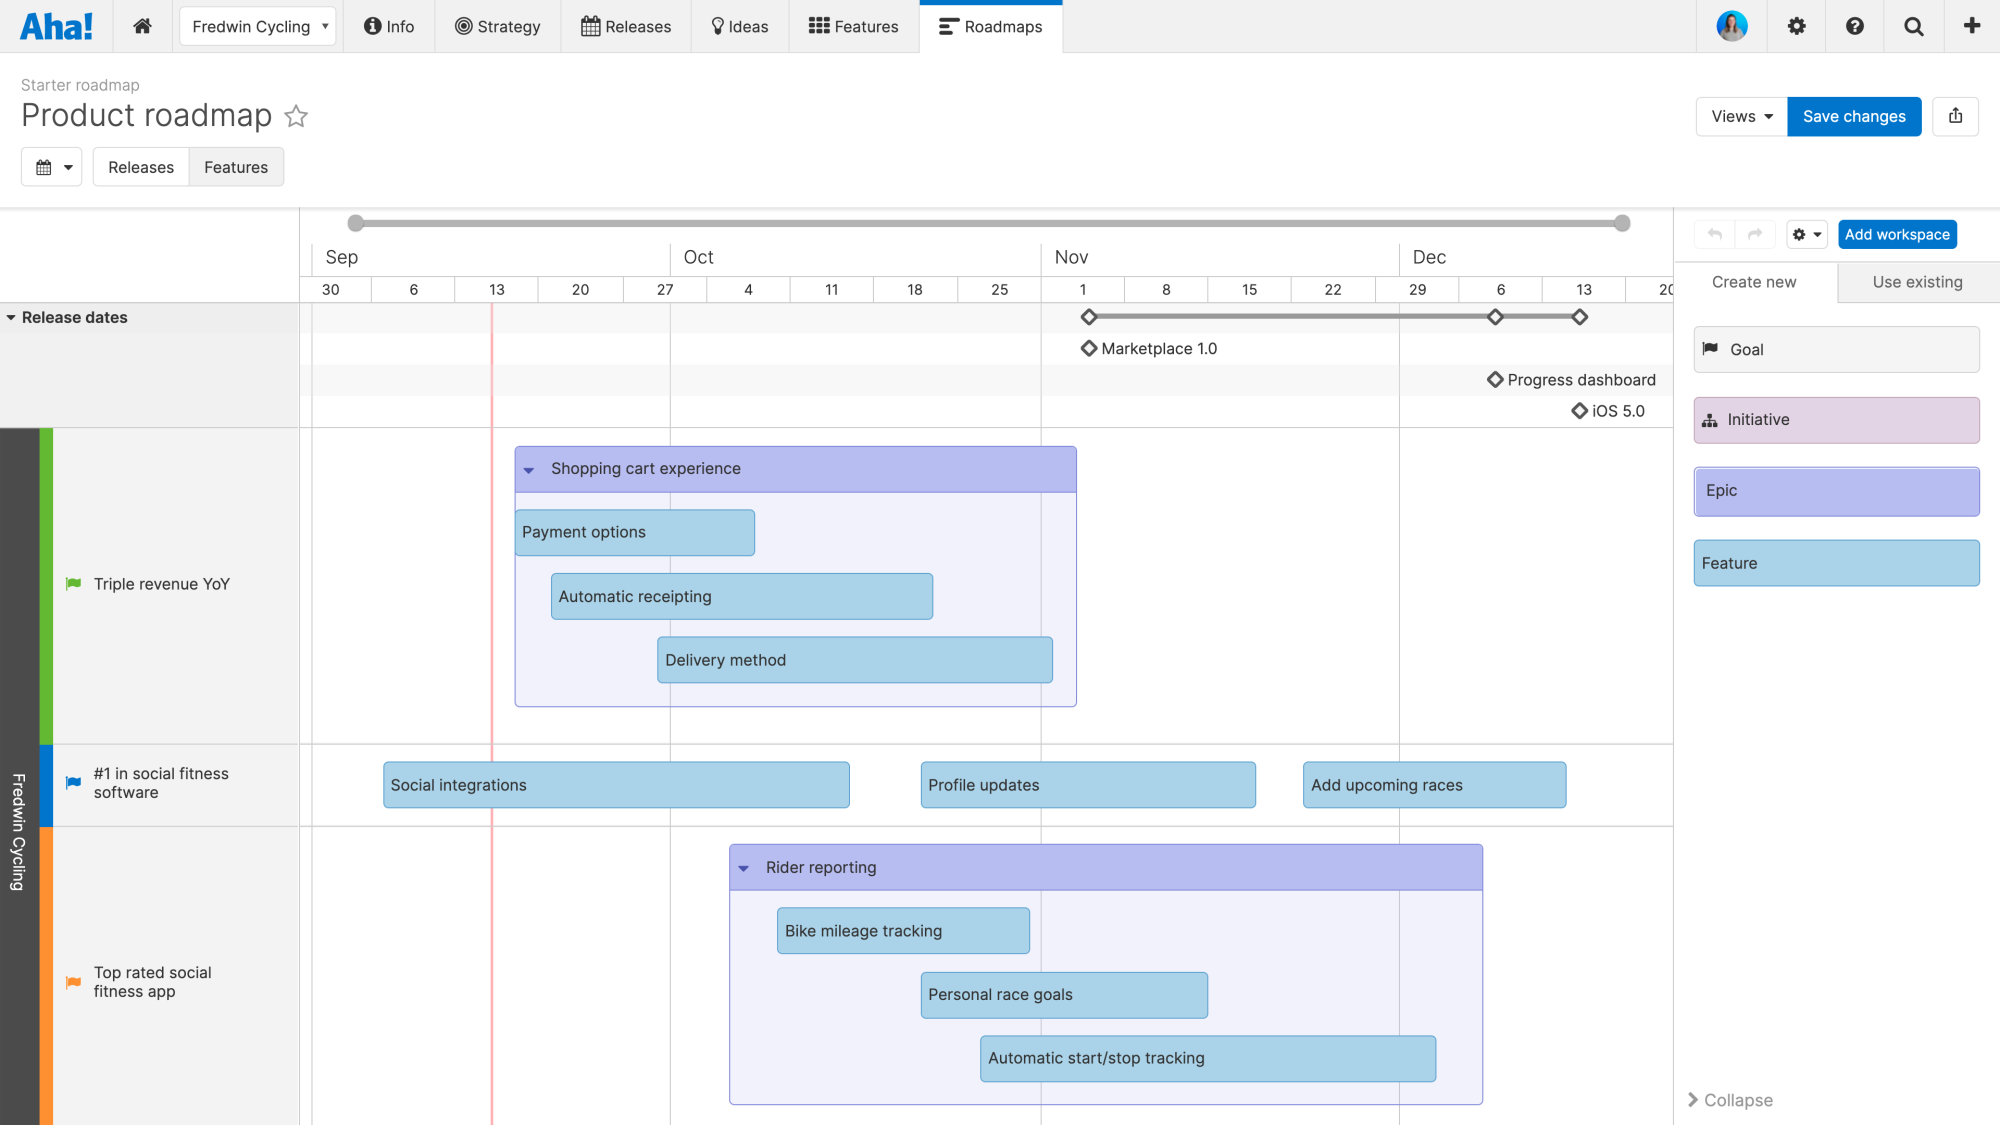 Aha!
Fredwin Cycling
Info
Strategy
Releases
Ideas
Features
Roadmaps
Starter roadmap
Product roadmap
Views
Save changes
Releases
Features
Sep
Oct
Nov
Dec
30
6
13
20
27
4
11
18
25
1
8
15
22
29
6
13
20
Release dates
Marketplace 1.0
Progress dashboard
iOS 5.0
Fredwin Cycling
Triple revenue YoY
Shopping cart experience
Payment options
Automatic receipting
Delivery method
#1 in social fitness
software
Social integrations
Profile updates
Add upcoming races
Top rated social
fitness app
Rider reporting
Bike mileage tracking
Personal race goals
Automatic start/stop tracking
Add workspace
Create new
Use existing
Goal
Initiative
Epic
Feature
Collapse